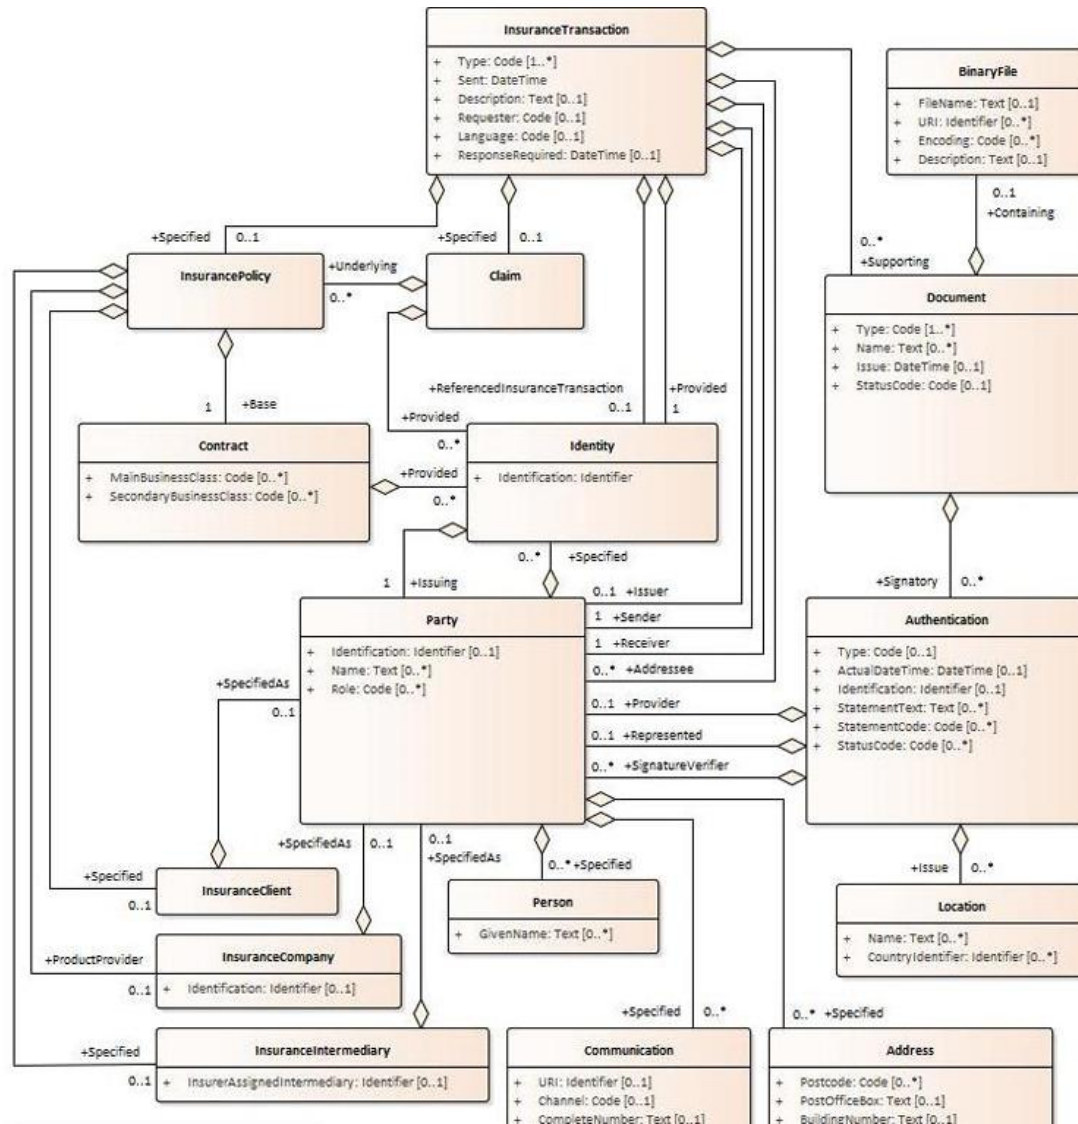 InsuranceTransaction
+ Type: Code [1..*]
+ Sent: DateTime
+ Description: Text [0..1]
+ Requester: Code [0..1]
+ Language: Code [0..1]
+ ResponseRequired: DateTime [0..1]
BinaryFile
+ FileName: Text [0..1]
+ URI: Identifier [0..*]
+ Encoding: Code [0..*]
+ Description: Text [0..1]
0..1
+Containing
+Specified 0..1
+Specified 0..1
0..*
+Supporting
InsurancePolicy
+Underlying
0..*
Claim
Document
+ Type: Code [1..*]
+ Name: Text [0..*]
+ Issue: DateTime [0..1]
+ StatusCode: Code [0..1]
+ReferencedInsuranceTransaction
0..1
+Provided
1
1 +Base
+Provided
0..*
Contract
+ MainBusinessClass: Code [0..*]
+ SecondaryBusinessClass: Code [0..*]
+Provided
0..*
Identity
+ Identification: Identifier
0..* +Specified
1 +Issuing
+Signatory 0..*
Party
+ Identification: Identifier [0..1]
+ Name: Text [0..*]
+ Role: Code [0..*]
0..1 +Issuer
1 +Sender
1 +Receiver
0..* +Addressee
0..1 +Provider
0..1 +Represented
0..* +SignatureVerifier
Authentication
+ Type: Code [0..1]
+ ActualDateTime: DateTime [0..1]
+ Identification: Identifier [0..1]
+ StatementText: Text [0..*]
+ StatementCode: Code [0..*]
+ StatusCode: Code [0..*]
+SpecifiedAs
0..1
+SpecifiedAs 0..1
0..1
+SpecifiedAs
0..* +Specified
+Issue 0..*
+Specified
0..1
InsuranceClient
Person
+ GivenName: Text [0..*]
Location
+ Name: Text [0..*]
+ CountryIdentifier: Identifier [0..*]
+ProductProvider
0..1
InsuranceCompany
+ Identification: Identifier [0..1]
+Specified 0..*
0..* +Specified
+Specified
0..1
InsuranceIntermediary
+ InsurerAssignedIntermediary: Identifier [0..1]
Communication
+ URI: Identifier [0..1]
+ Channel: Code [0..1]
+ CompleteNumber: Text [0..1]
Address
+ Postcode: Code [0..*]
+ PostOfficeBox: Text [0..1]
+ BuildingNumber: Text [0..1]